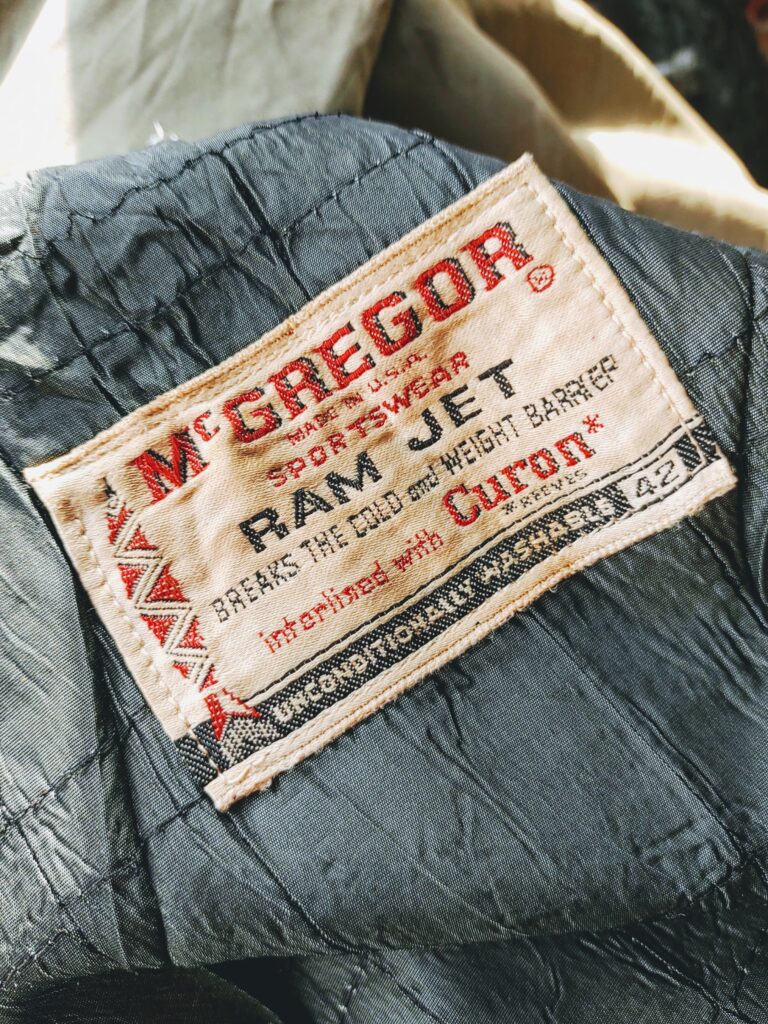 McGREGOR ®
MADE IN U.S.A.
SPORTSWEAR
RAM JET
BREAKS THE COLD and WEIGHT BARRIER
interlined with Curon*
*REEVES
UNCONDITIONALLY WASHABLE 42